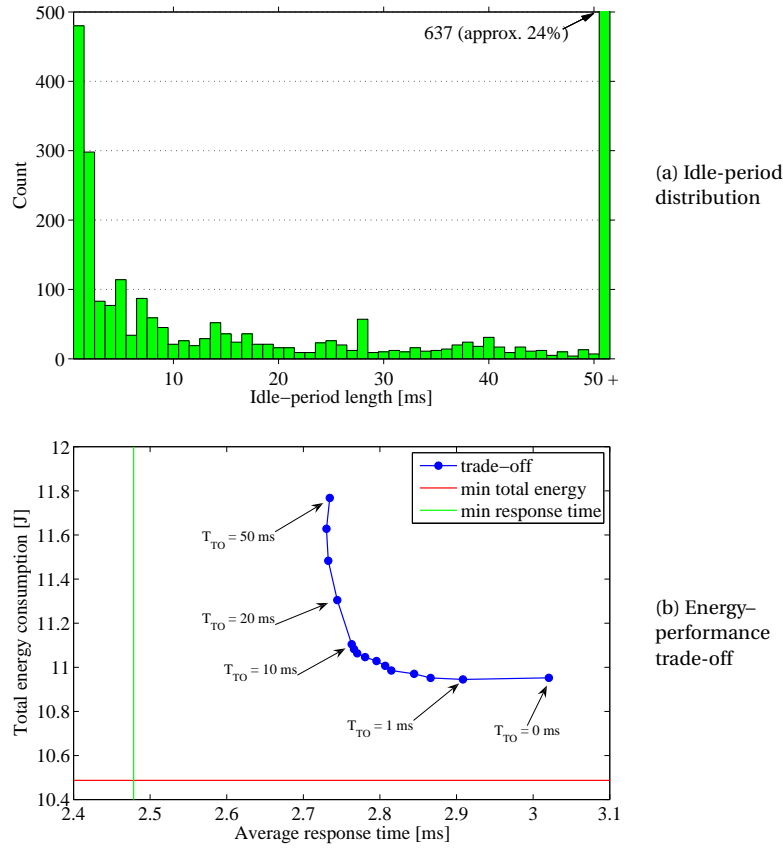 500
400
300
200
100
0
Count
637 (approx. 24%)
10
20
30
40
50 +
Idle−period length [ms]
(a) Idle-period
distribution
12
11.8
11.6
11.4
11.2
11
10.8
10.6
10.4
Total energy consumption [J]
trade−off
min total energy
min response time
T_TO = 50 ms
T_TO = 20 ms
T_TO = 10 ms
T_TO = 1 ms
T_TO = 0 ms
2.4
2.5
2.6
2.7
2.8
2.9
3
3.1
Average response time [ms]
(b) Energy–
performance
trade-off